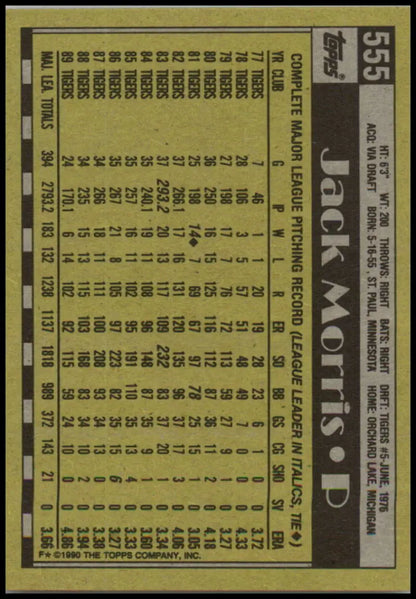 555
topps®
Jack Morris • P
HT: 6'3" WT: 200 THROWS: RIGHT BATS: RIGHT DRFT: TIGERS #5-JUNE, 1976
ACQ: VIA DRAFT BORN: 5-16-55, ST. PAUL, MINNESOTA HOME: ORCHARD LAKE, MICHIGAN
COMPLETE MAJOR LEAGUE PITCHING RECORD (LEAGUE LEADER IN ITALICS, TIE♦)
YR CLUB G IP W L R ER SO BB GS CG SHO SV ERA
77 TIGERS 7 46 1 1 20 19 28 23 6 1 0 0 3.72
78 TIGERS 28 106 3 5 57 51 48 49 7 0 0 0 4.33
79 TIGERS 27 198 17 7 76 72 113 59 27 9 1 0 3.27
80 TIGERS 36 250 16 15 125 116 112 87 36 11 2 0 4.18
81 TIGERS 25 198 14♦ 7 69 67 97 78 25 15 1 0 3.05
82 TIGERS 37 266.1 17 16 131 120 135 96 37 17 3 0 4.06
83 TIGERS 37 293.2 20 13 117 109 232 83 37 20 1 0 3.34
84 TIGERS 35 240.1 19 11 108 96 148 87 35 9 1 0 3.60
85 TIGERS 35 257 16 11 102 95 191 110 35 13 4 0 3.33
86 TIGERS 35 267 21 8 105 97 223 82 35 15 6 0 3.27
87 TIGERS 34 266 18 11 111 100 208 93 34 13 0 0 3.38
88 TIGERS 34 235 15 13 115 103 168 83 34 10 2 0 3.94
89 TIGERS 24 170.1 6 14 102 92 115 59 24 10 0 0 4.86
MAJ. LEA. TOTALS 394 2793.2 183 132 1238 1137 1818 989 372 143 21 0 3.66
F* ©1990 THE TOPPS COMPANY, INC.